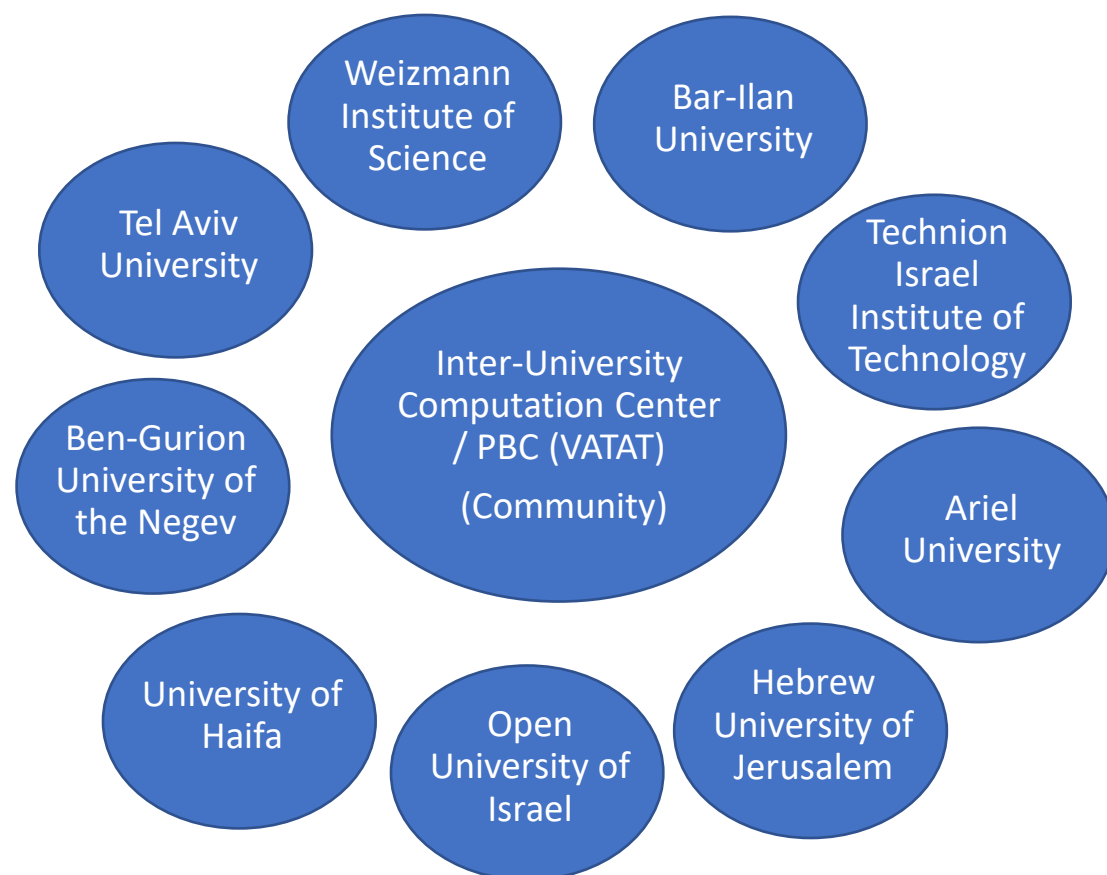 Weizmann
Institute of
Science
Bar-Ilan
University
Tel Aviv
University
Technion
Israel
Institute of
Technology
Inter-University
Computation Center
/ PBC (VATAT)
(Community)
Ben-Gurion
University of
the Negev
Ariel
University
University of
Haifa
Open
University of
Israel
Hebrew
University of
Jerusalem